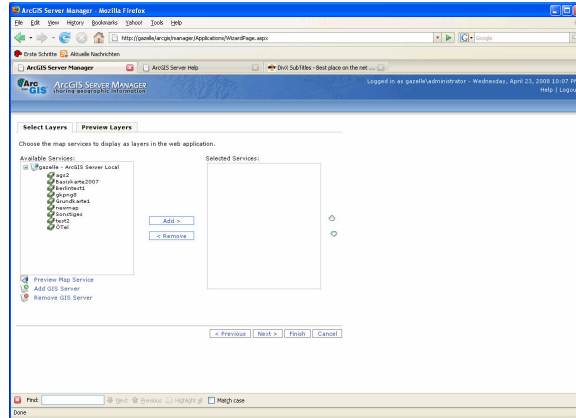 ArcGIS Server Manager - Mozilla Firefox
File Edit View History Bookmarks Yahoo! Tools Help
http://gazelle/arcgis/manager/Applications/WizardPage.aspx
Google
Erste Schritte Aktuelle Nachrichten
ArcGIS Server Manager ArcGIS Server Help DivX SubTitles - Best place on the net ...
Arc GIS ArcGIS Server Manager Logged in as gazelle\administrator - Wednesday, April 23, 2008 10:07 PM
sharing geographic information Help | Logou
Select Layers Preview Layers
Choose the map services to display as layers in the web application.
Available Services: Selected Services:
gazelle - ArcGIS Server Local
ags2
Basiskarte2007
Berlintest1
gkpng8
Grundkarte1
newmap
Sonstiges
test2
OTel
Add >
< Remove
Preview Map Service
Add GIS Server
Remove GIS Server
< Previous Next > Finish Cancel
Find: Next Previous Highlight all Match case
Done